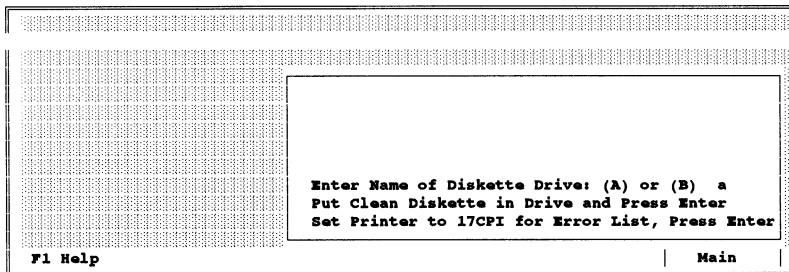 Enter Name of Diskette Drive: (A) or (B) a
Put Clean Diskette in Drive and Press Enter
Set Printer to 17CPI for Error List, Press Enter
F1 Help | Main |